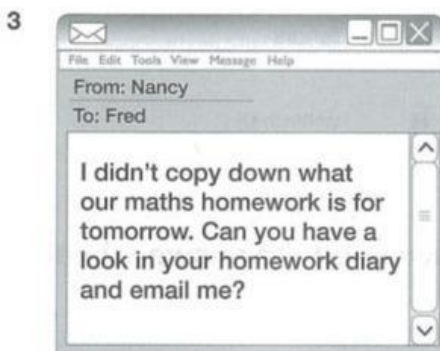 3
File Edit Tools View Message Help
From: Nancy
To: Fred
I didn't copy down what
our maths homework is for
tomorrow. Can you have a
look in your homework diary
and email me?